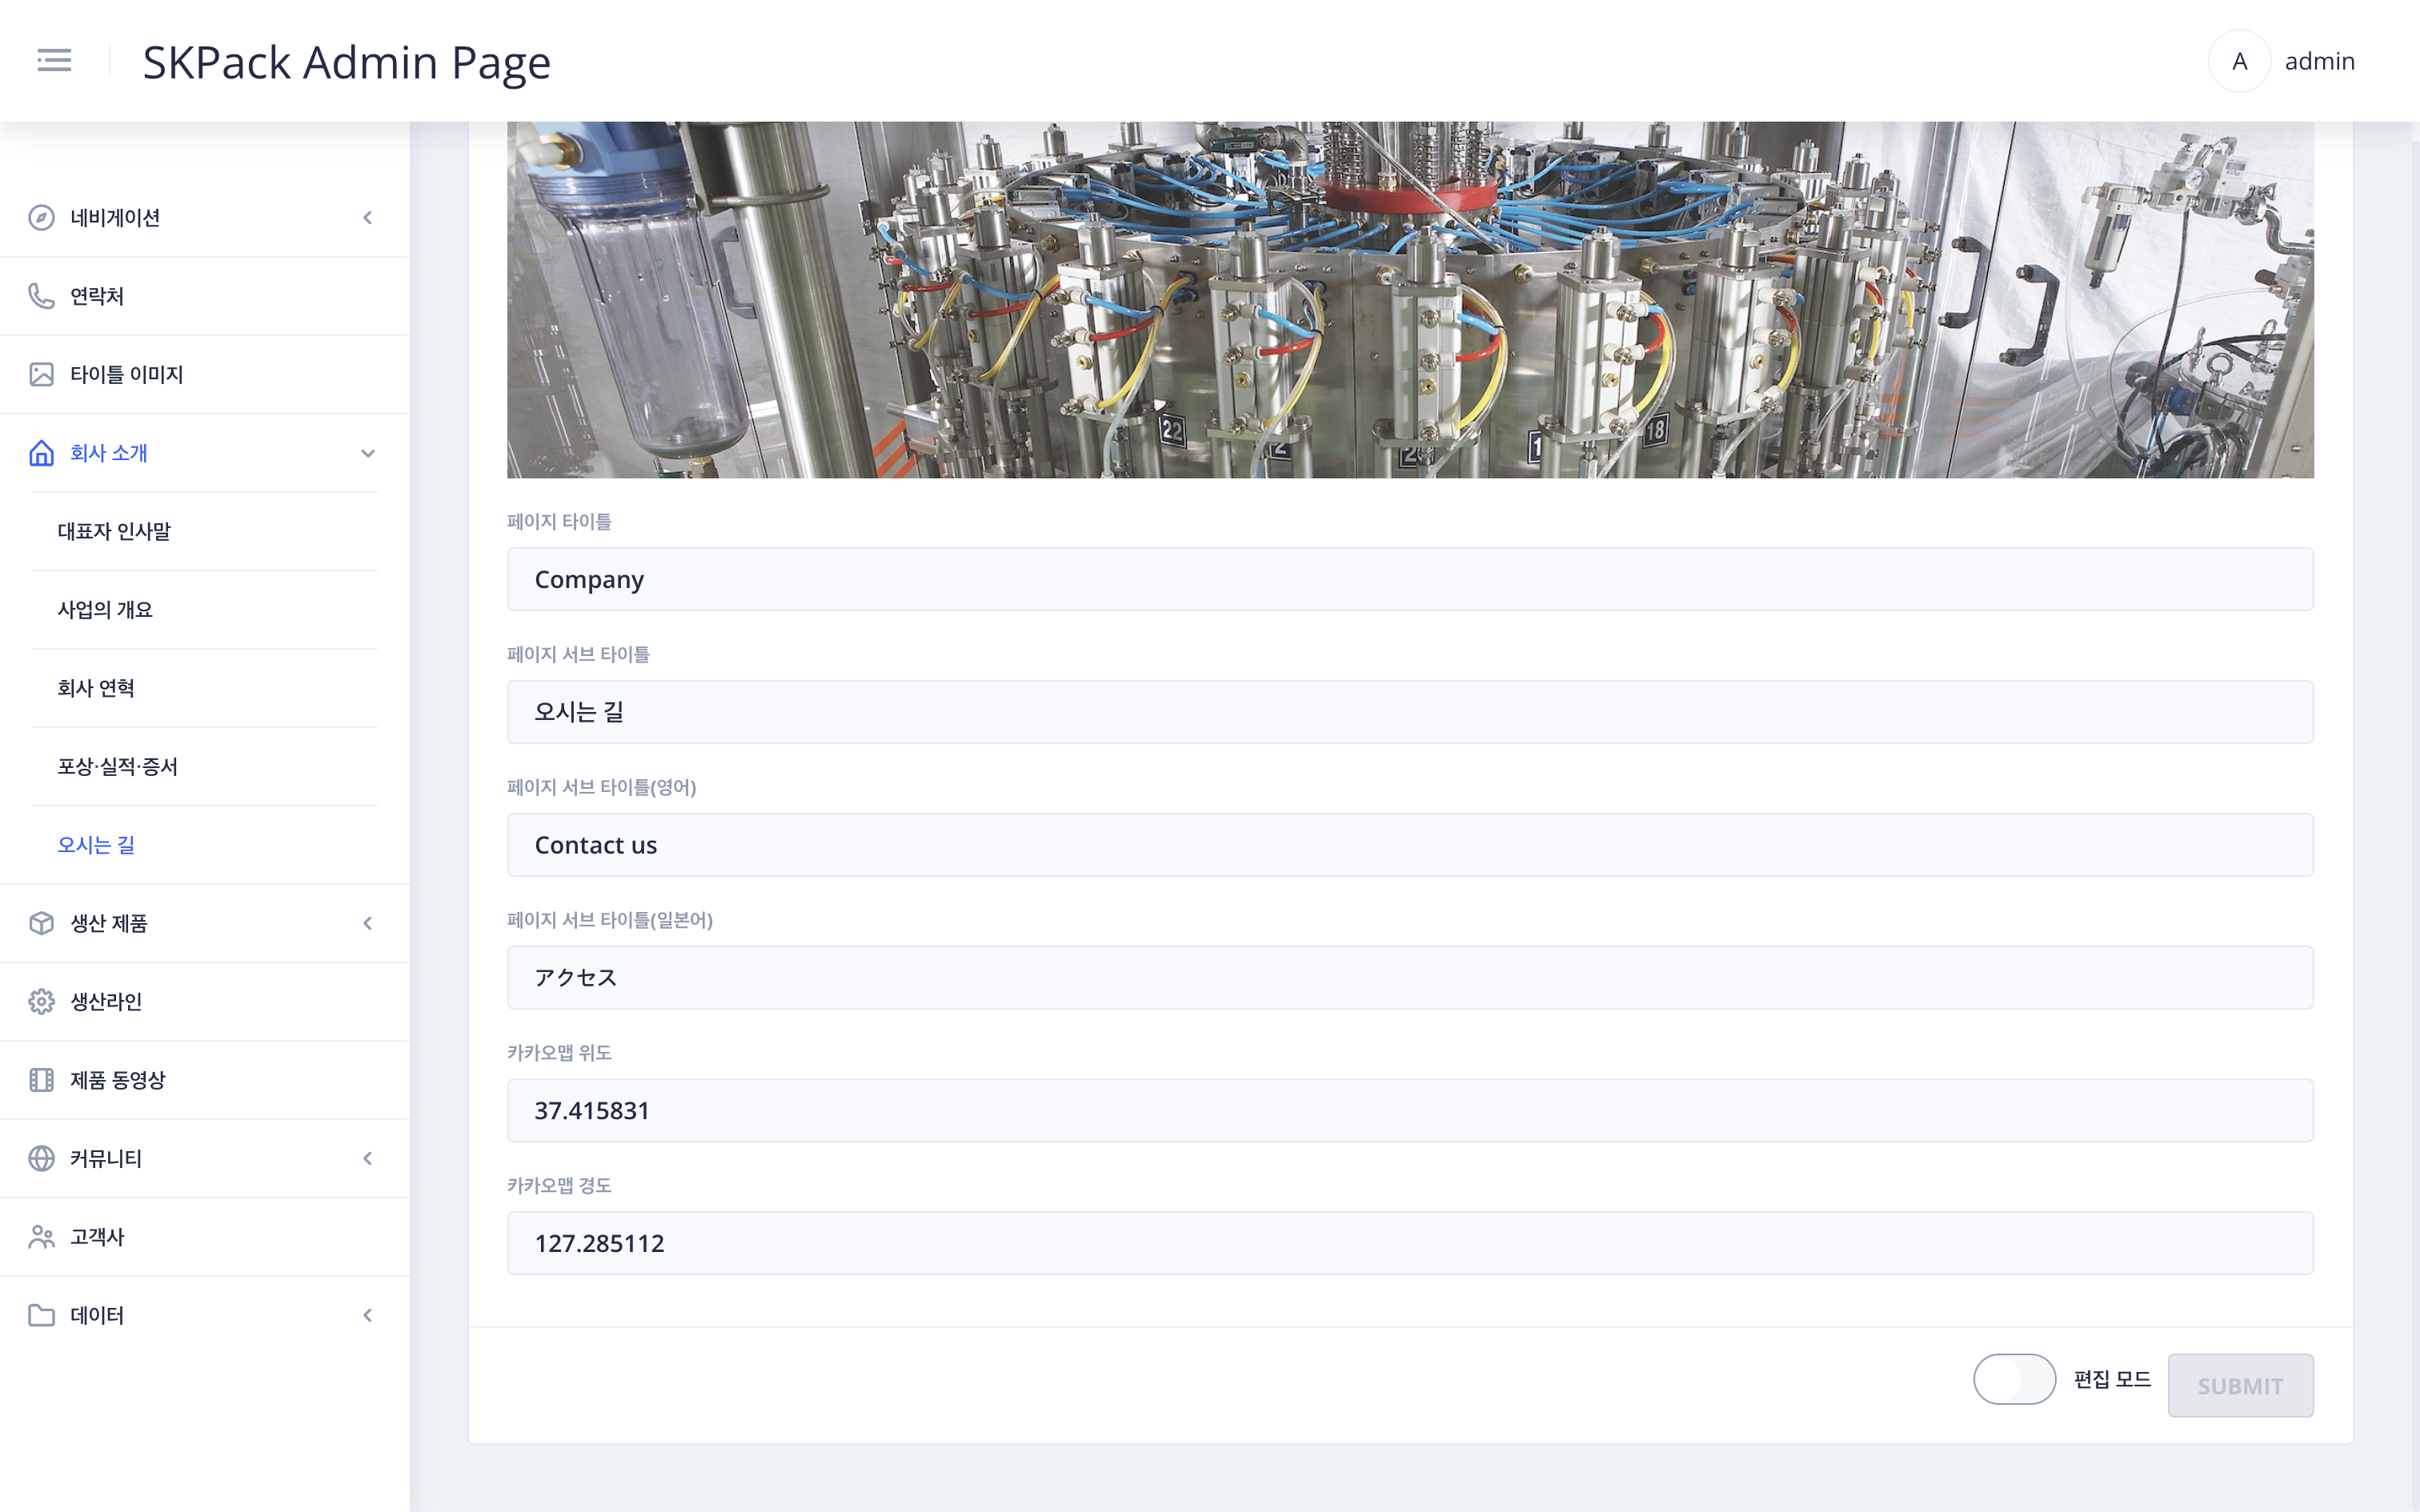 SKPack Admin Page
A
admin
네비게이션
연락처
타이틀 이미지
회사 소개
대표자 인사말
사업의 개요
회사 연혁
포상·실적·증서
오시는 길
생산 제품
생산라인
제품 동영상
커뮤니티
고객사
데이터
22
2
18
페이지 타이틀
Company
페이지 서브 타이틀
오시는 길
페이지 서브 타이틀(영어)
Contact us
페이지 서브 타이틀(일본어)
アクセス
카카오맵 위도
37.415831
카카오맵 경도
127.285112
편집 모드
SUBMIT